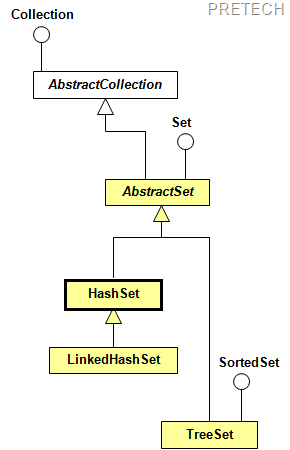 PRETECH
Collection
AbstractCollection
Set
AbstractSet
HashSet
LinkedHashSet
SortedSet
TreeSet